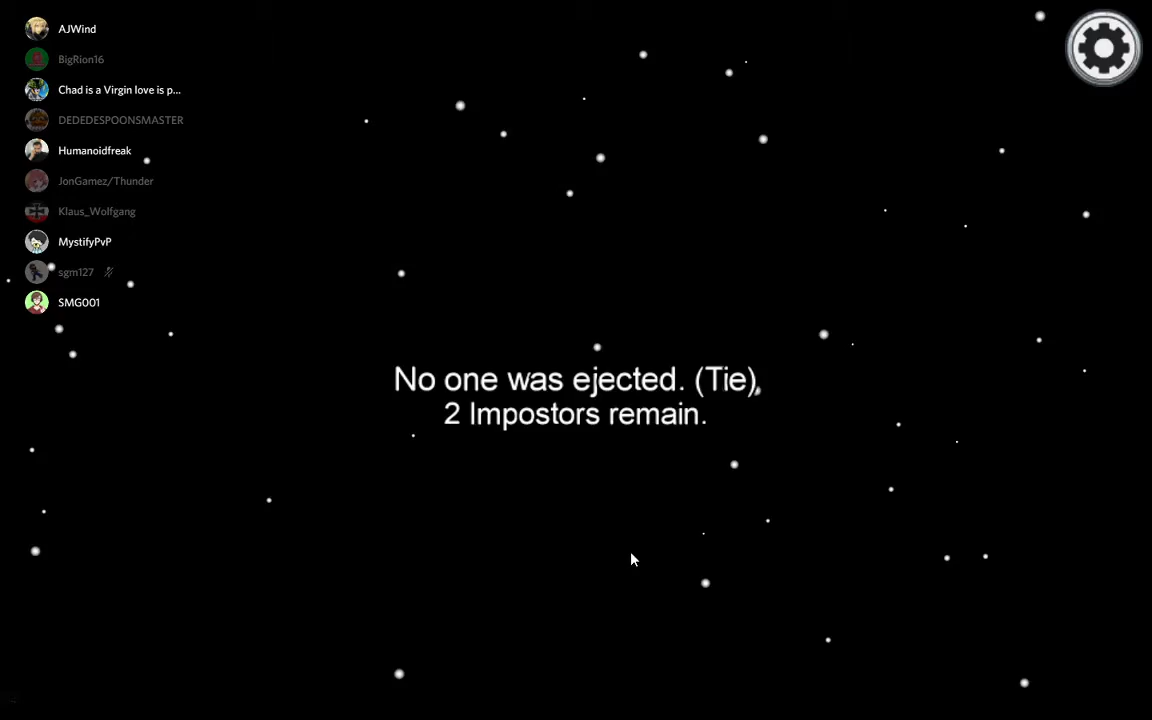 AJWind
BigRion16
Chad is a Virgin love is p...
DEDEDESPOONSMASTER
Humanoidfreak
JonGamez/Thunder
Klaus_Wolfgang
MystifyPvP
sgm127
SMG001
No one was ejected. (Tie)
2 Impostors remain.